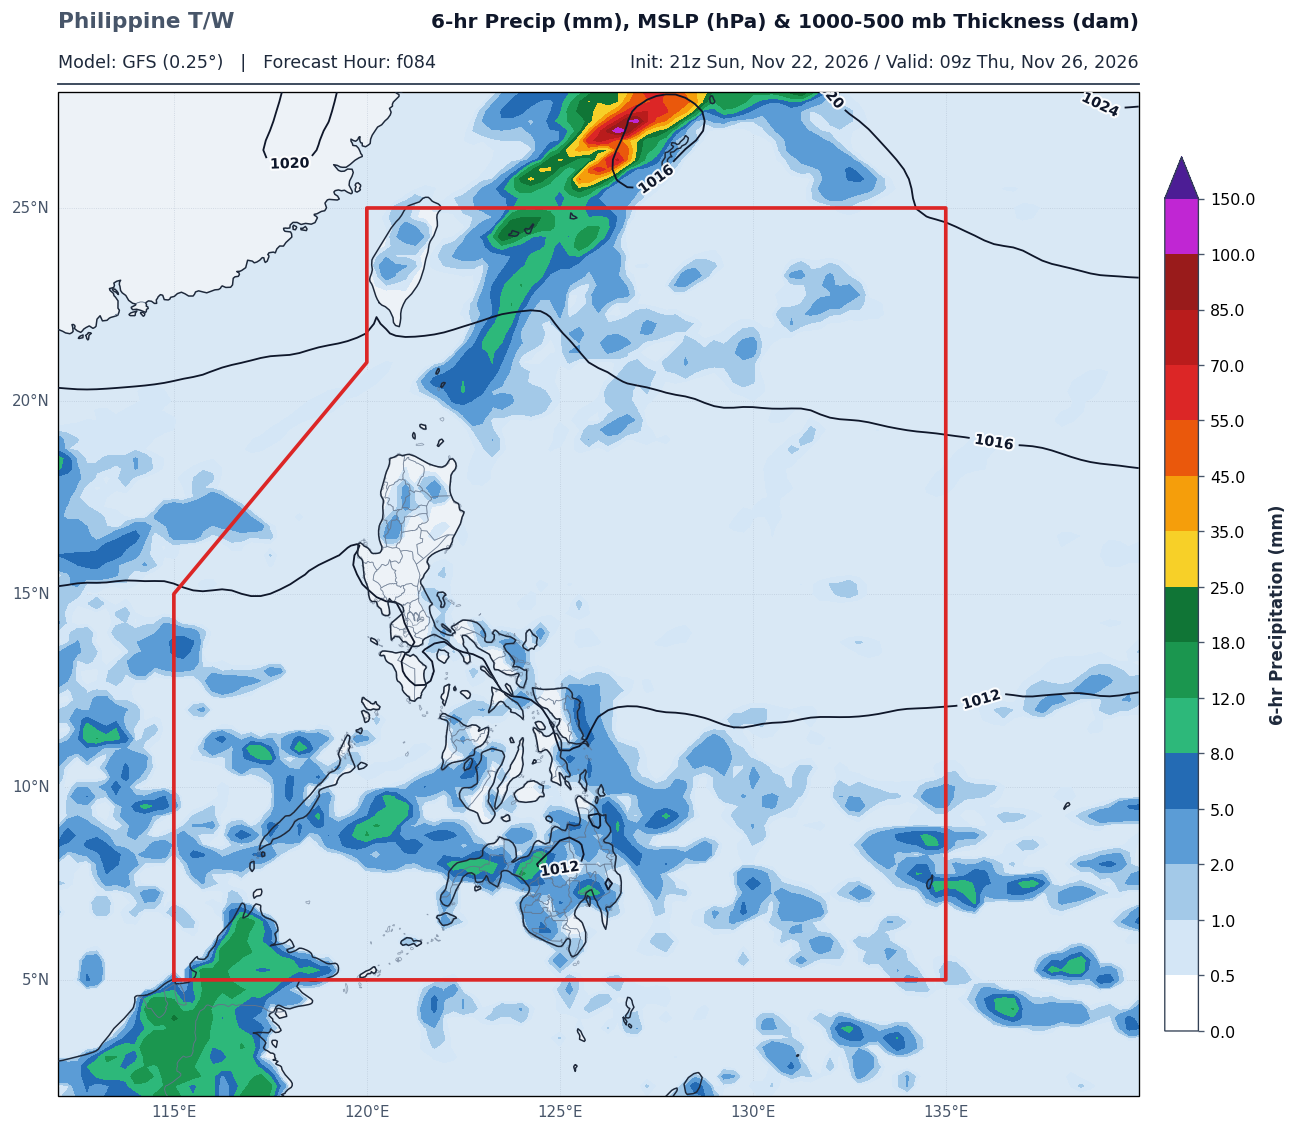 Philippine T/W
6-hr Precip (mm), MSLP (hPa) & 1000-500 mb Thickness (dam)
Model: GFS (0.25°) | Forecast Hour: f084
Init: 21z Sun, Nov 22, 2026 / Valid: 09z Thu, Nov 26, 2026
20
1024
1020
1016
25°N
1016
20°N
15°N
1012
10°N
1012
5°N
115°E
120°E
125°E
130°E
135°E
150.0
100.0
85.0
70.0
55.0
45.0
35.0
25.0
18.0
12.0
8.0
5.0
2.0
1.0
0.5
0.0
6-hr Precipitation (mm)